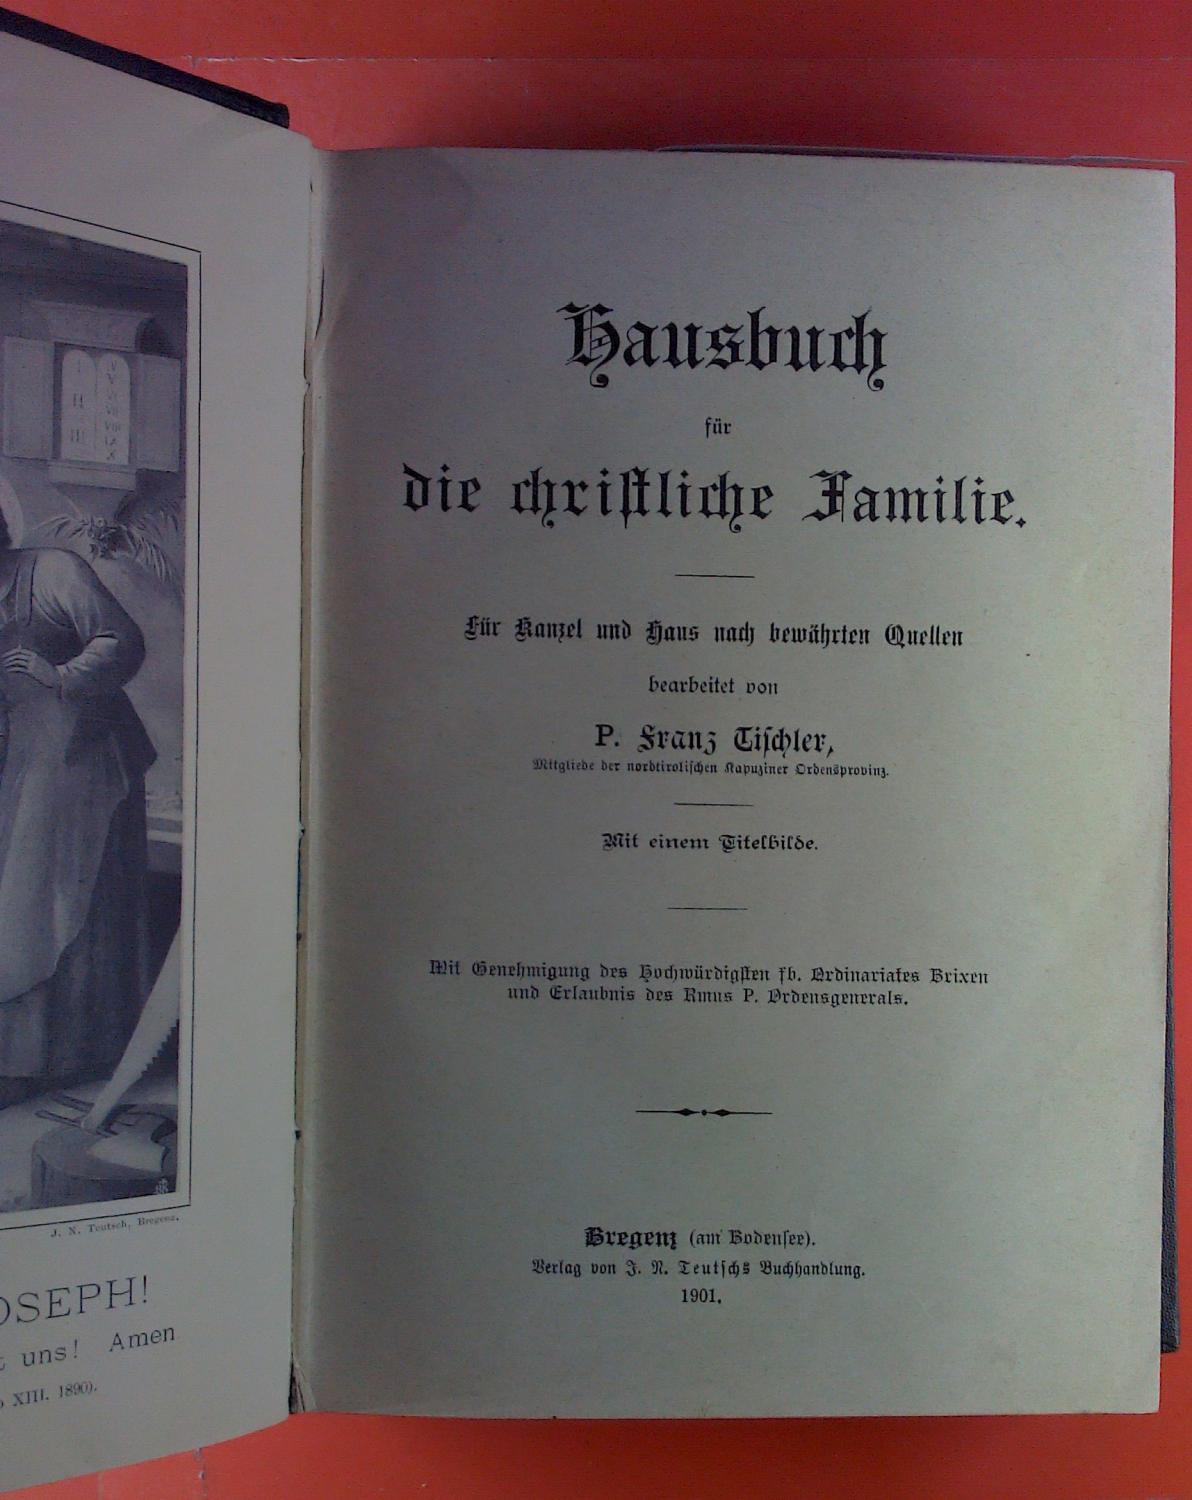 J. N. Teutsch, Bregenz.
OSEPH!
t uns! Amen
XIII. 1890).
Hausbuch
für
die christliche Familie.
Für Kanzel und Haus nach bewährten Quellen
bearbeitet von
P. Franz Tischler,
Mitgliede der nordtirolischen Kapuziner Ordensprovinz.
Mit einem Titelbilde.
Mit Genehmigung des Hochwürdigsten fb. Ordinariates Brixen
und Erlaubnis des Rmus P. Ordensgenerals.
Bregenz (am Bodensee).
Verlag von J. N. Teutschs Buchhandlung.
1901.